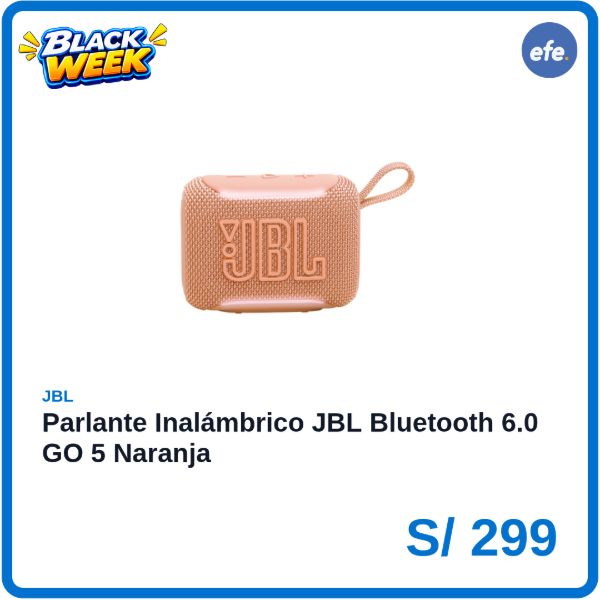 BLACK
WEEK
efe.
JBL
JBL
Parlante Inalámbrico JBL Bluetooth 6.0
GO 5 Naranja
S/ 299